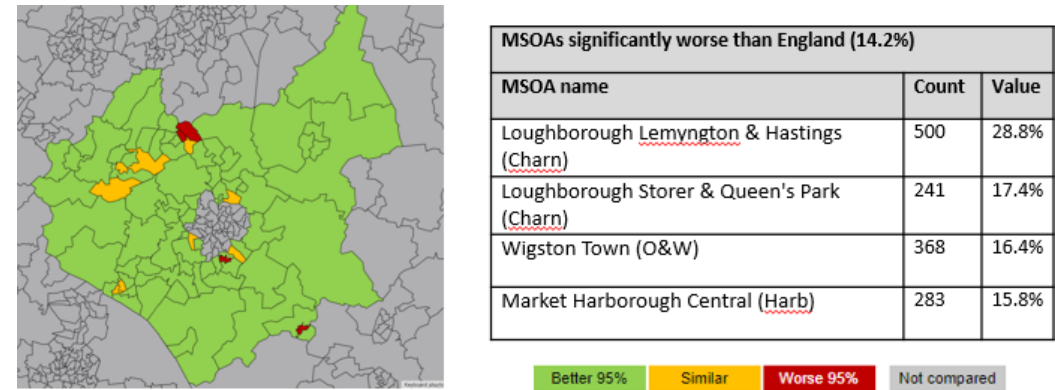 MSOAs significantly worse than England (14.2%)
MSOA name Count Value
Loughborough Lemyngton & Hastings 500 28.8%
(Charn)
Loughborough Storer & Queen's Park 241 17.4%
(Charn)
Wigston Town (O&W) 368 16.4%
Market Harborough Central (Harb) 283 15.8%
Better 95% Similar Worse 95% Not compared